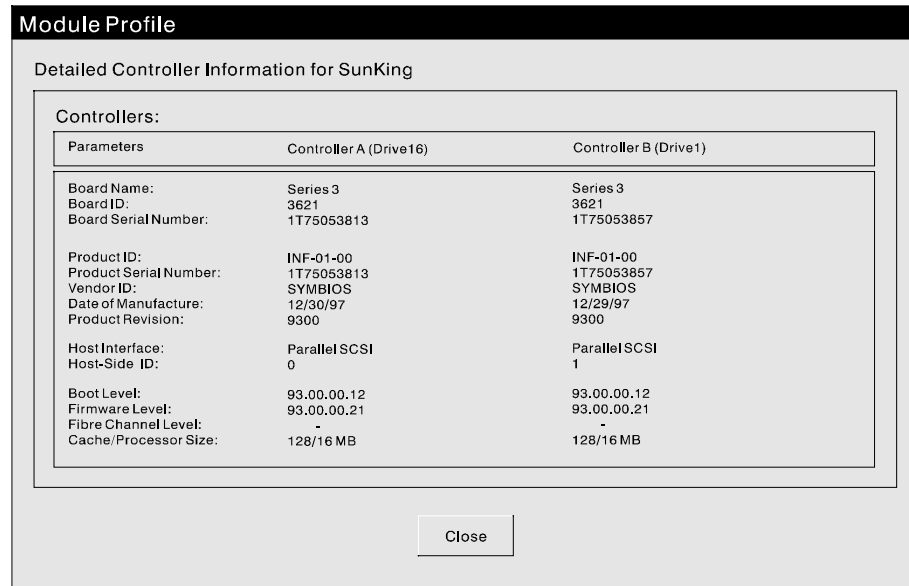 Module Profile
Detailed Controller Information for SunKing
Controllers:
Parameters Controller A (Drive16) Controller B (Drive1)
Board Name: Series 3 Series 3
Board ID: 3621 3621
Board Serial Number: 1T75053813 1T75053857
Product ID: INF-01-00 INF-01-00
Product Serial Number: 1T75053813 1T75053857
Vendor ID: SYMBIOS SYMBIOS
Date of Manufacture: 12/30/97 12/29/97
Product Revision: 9300 9300
Host Interface: Parallel SCSI Parallel SCSI
Host-Side ID: 0 1
Boot Level: 93.00.00.12 93.00.00.12
Firmware Level: 93.00.00.21 93.00.00.21
Fibre Channel Level: - -
Cache/Processor Size: 128/16 MB 128/16 MB
Close